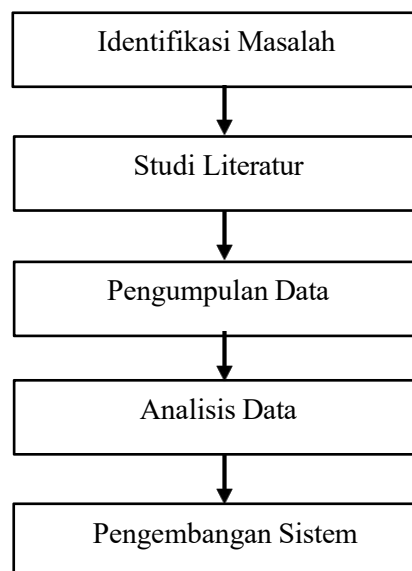 Identifikasi Masalah
Studi Literatur
Pengumpulan Data
Analisis Data
Pengembangan Sistem